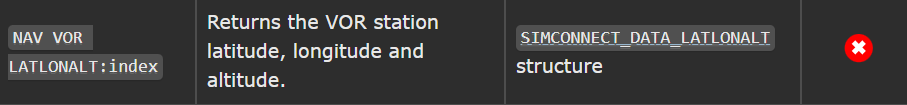 NAV VOR
LATLONALT:index
Returns the VOR station
latitude, longitude and
altitude.
SIMCONNECT_DATA_LATLONALT
structure